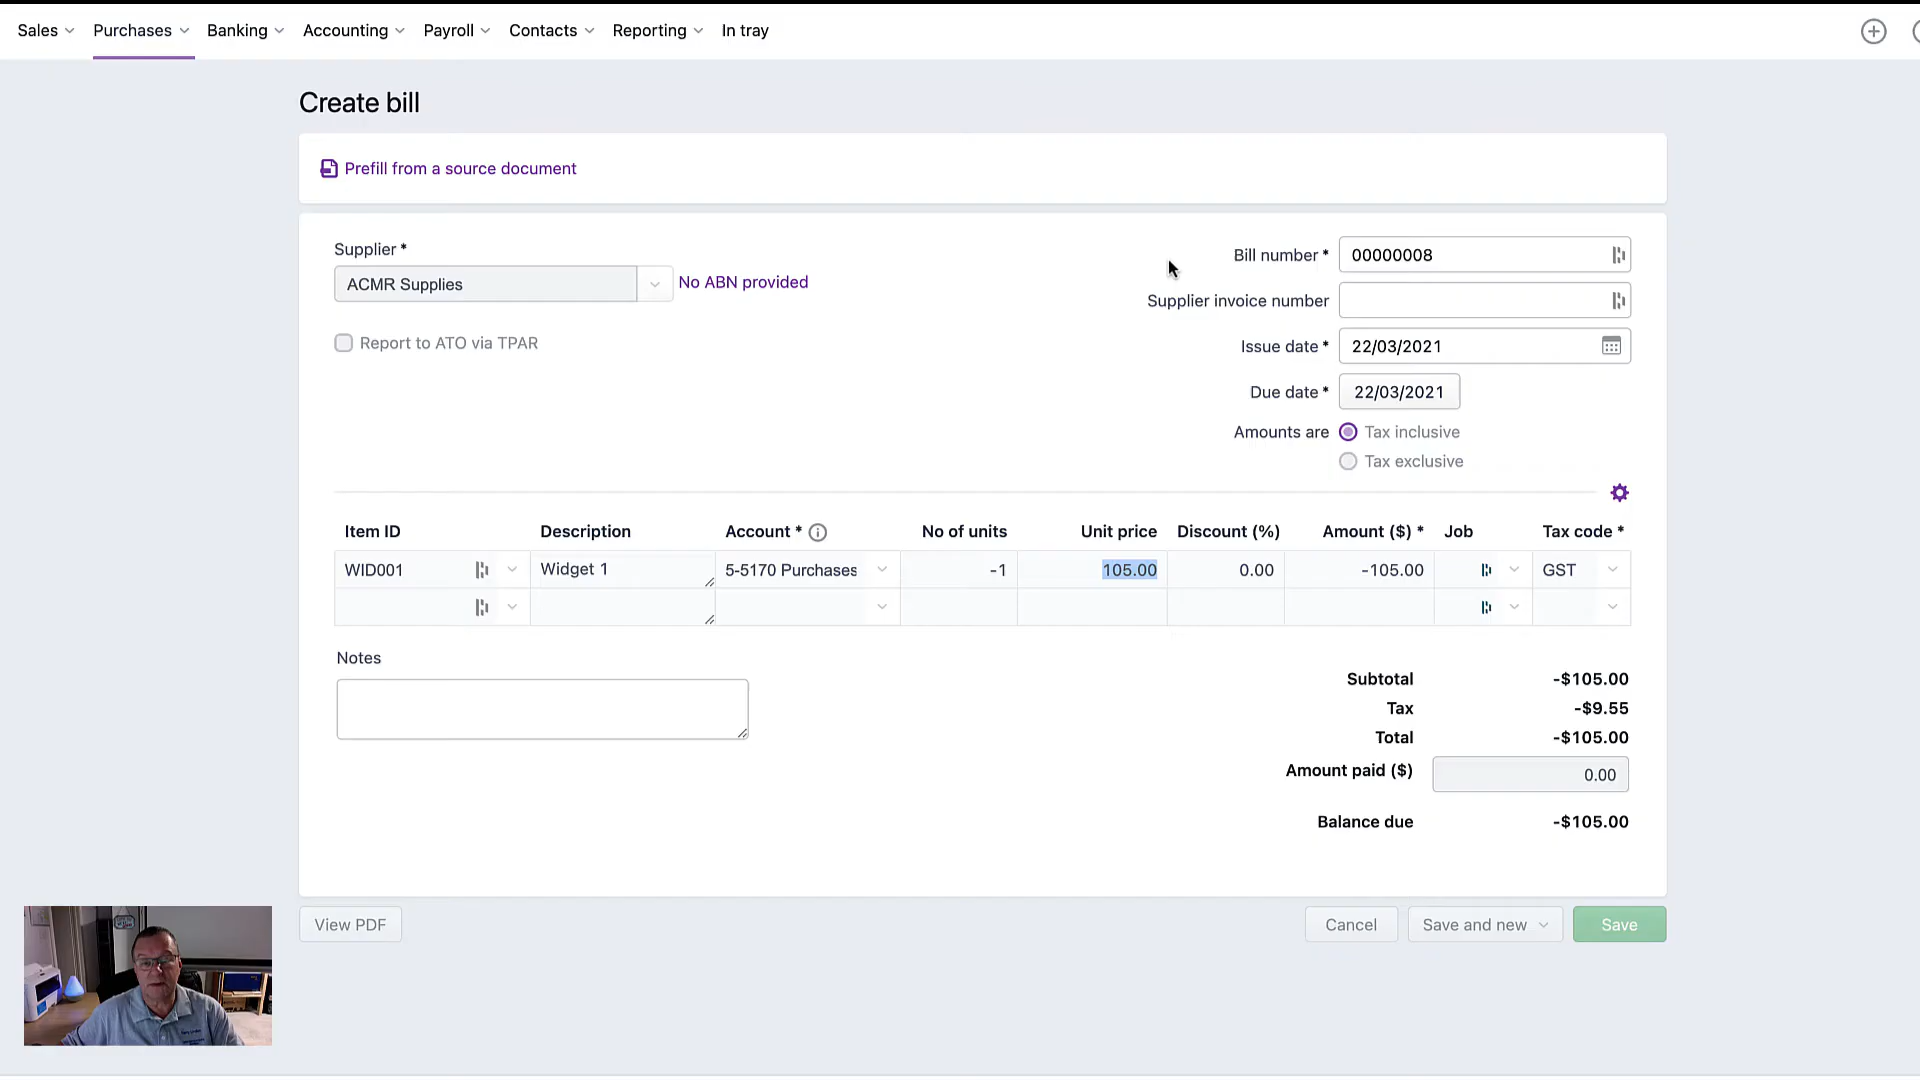 Sales Purchases Banking Accounting Payroll Contacts Reporting In tray
Create bill
Prefill from a source document
Supplier *
ACMR Supplies
No ABN provided
Report to ATO via TPAR
Bill number * 00000008
Supplier invoice number
Issue date * 22/03/2021
Due date * 22/03/2021
Amounts are Tax inclusive
Tax exclusive
Item ID Description Account * No of units Unit price Discount (%) Amount ($) * Job Tax code *
WID001 Widget 1 5-5170 Purchases -1 105.00 0.00 -105.00 GST
Notes
Subtotal -$105.00
Tax -$9.55
Total -$105.00
Amount paid ($) 0.00
Balance due -$105.00
View PDF Cancel Save and new Save